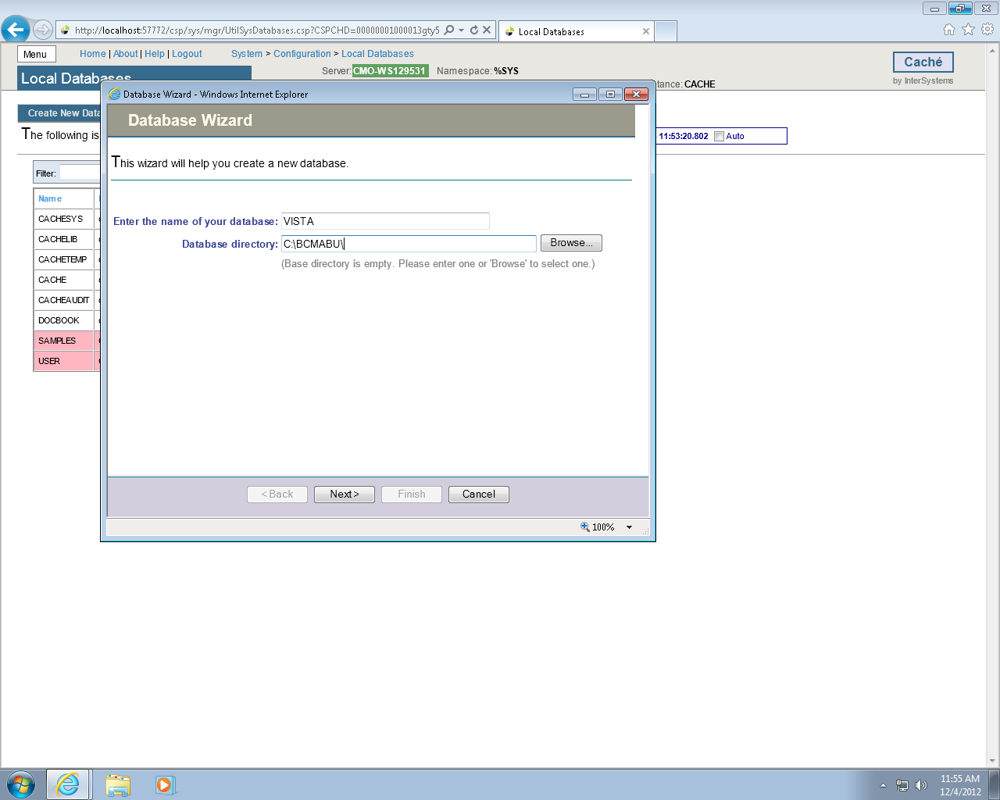 http://localhost:57772/csp/sys/mgr/UtilSysDatabases.csp?CSPCHD=00000001000013gty5
Local Databases
Menu
Home | About | Help | Logout
System > Configuration > Local Databases
Server: CMO-WS129531 Namespace: %SYS
Caché
by InterSystems
Local Databases
tance: CACHE
Database Wizard - Windows Internet Explorer
Create New Data
Database Wizard
The following is
11:53:20.802 Auto
This wizard will help you create a new database.
Filter:
Name
CACHESYS
CACHELIB
CACHETEMP
CACHE
CACHEAUDIT
DOCBOOK
SAMPLES
USER
Enter the name of your database: VISTA
Database directory: C:\BCMABU\ Browse...
(Base directory is empty. Please enter one or 'Browse' to select one.)
< Back Next > Finish Cancel
100%
11:55 AM
12/4/2012